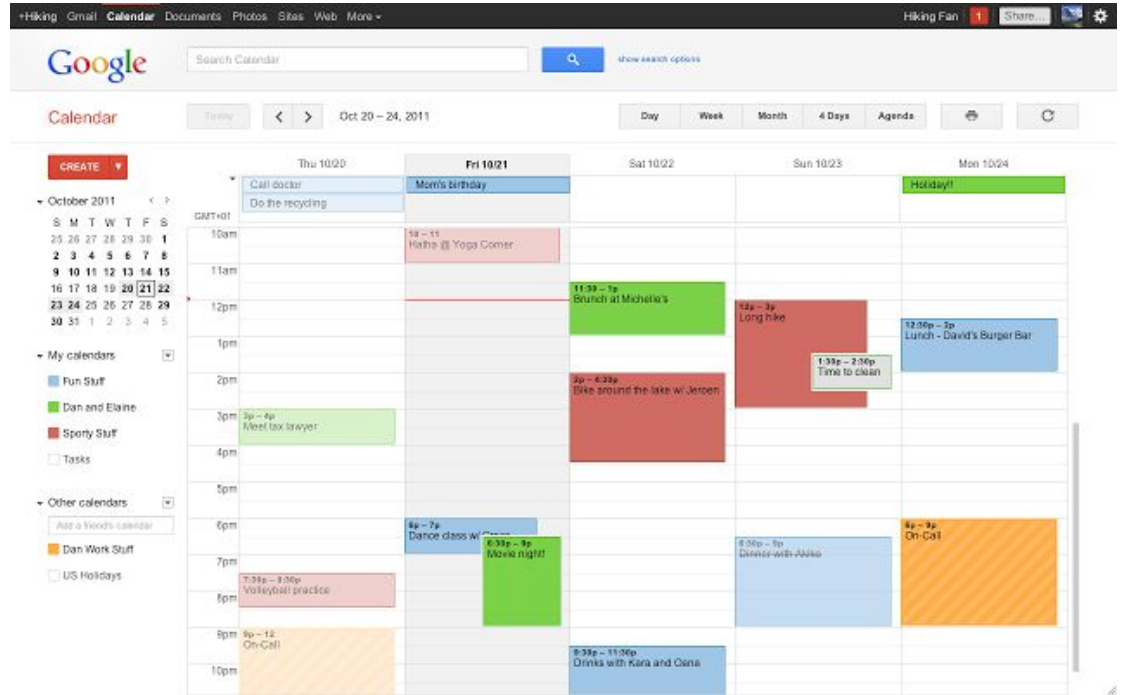 +Hiking Gmail Calendar Documents Photos Sites Web More
Hiking Fan 1 Share...
Google
Search Calendar
show search options
Calendar
Today
Oct 20 – 24, 2011
Day Week Month 4 Days Agenda
CREATE
October 2011
S M T W T F S
25 26 27 28 29 30 1
2 3 4 5 6 7 8
9 10 11 12 13 14 15
16 17 18 19 20 21 22
23 24 25 26 27 28 29
30 31 1 2 3 4 5
My calendars
Fun Stuff
Dan and Elaine
Sporty Stuff
Tasks
Other calendars
Add a friend's calendar
Dan Work Stuff
US Holidays
Thu 10/20 Fri 10/21 Sat 10/22 Sun 10/23 Mon 10/24
Call doctor
Do the recycling
Mom's birthday
Holiday!!
GMT+01
10am
11am
12pm
1pm
2pm
3pm
4pm
5pm
6pm
7pm
8pm
9pm
10pm
3p – 4p
Meet tax lawyer
7:30p – 8:30p
Volleyball practice
9p – 12
On-Call
10 – 11
Hatha @ Yoga Corner
6p – 7p
Dance class w/
6:30p – 9p
Movie night!
11:30 – 1p
Brunch at Michelle's
2p – 4:30p
Bike around the lake w/ Jeroen
9:30p – 11:30p
Drinks with Kara and Oana
12p – 3p
Long hike
1:30p – 2:30p
Time to clean
6:30p – 9p
Dinner with Akiko
12:30p – 2p
Lunch - David's Burger Bar
6p – 9p
On-Call